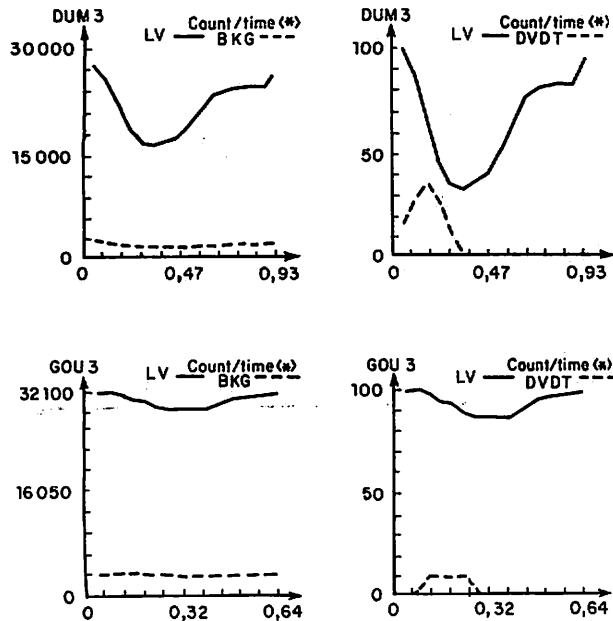 DUM 3
Count/time (*)
LV BKG
30 000
15 000
0
0
0,47
0,93
DUM 3
Count/time (*)
LV DVDT
100
50
0
0
0,47
0,93
GOU 3
Count/time (*)
LV BKG
32 100
16 050
0
0
0,32
0,64
GOU 3
Count/time (*)
LV DVDT
100
50
0
0
0,32
0,64